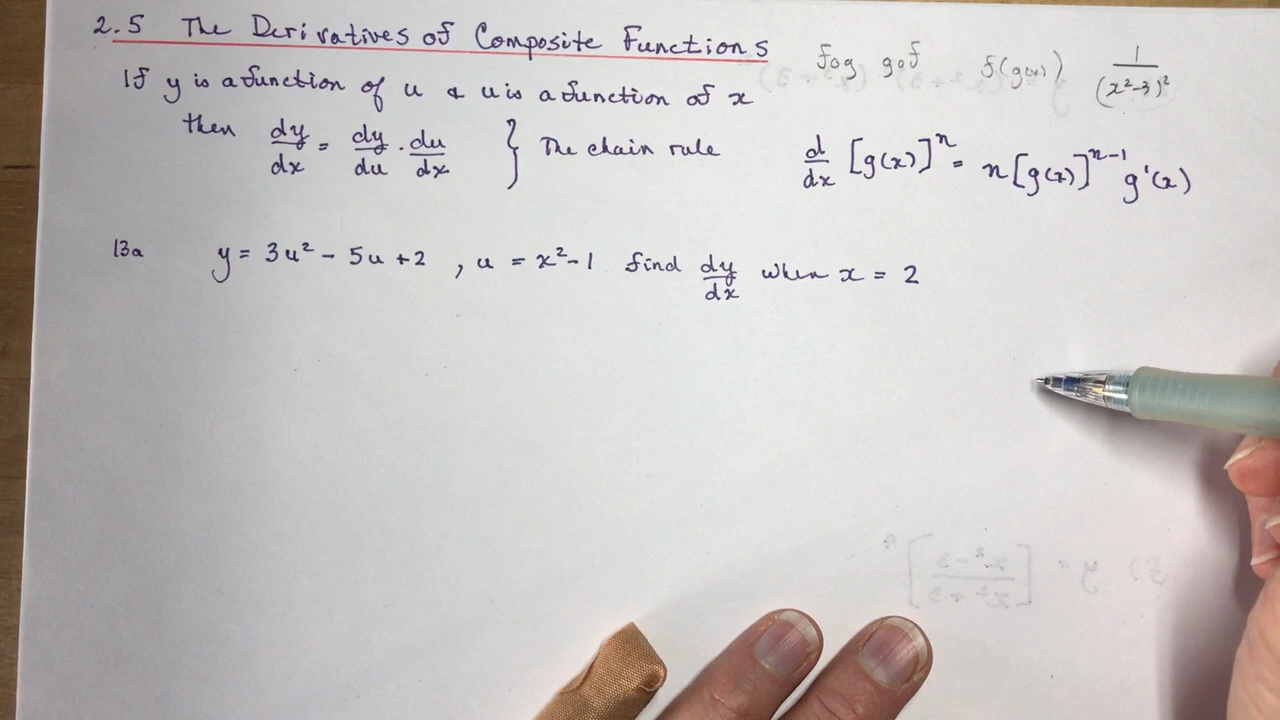 2.5 The Derivatives of Composite Functions
fog gof f(g(x)) 1/(x²-3)²
If y is a function of u & u is a function of x
then dy/dx = dy/du · du/dx } The chain rule
d/dx [g(x)]ⁿ = n[g(x)]ⁿ⁻¹ g'(x)
13a y = 3u² - 5u + 2 , u = x² - 1 find dy/dx when x = 2